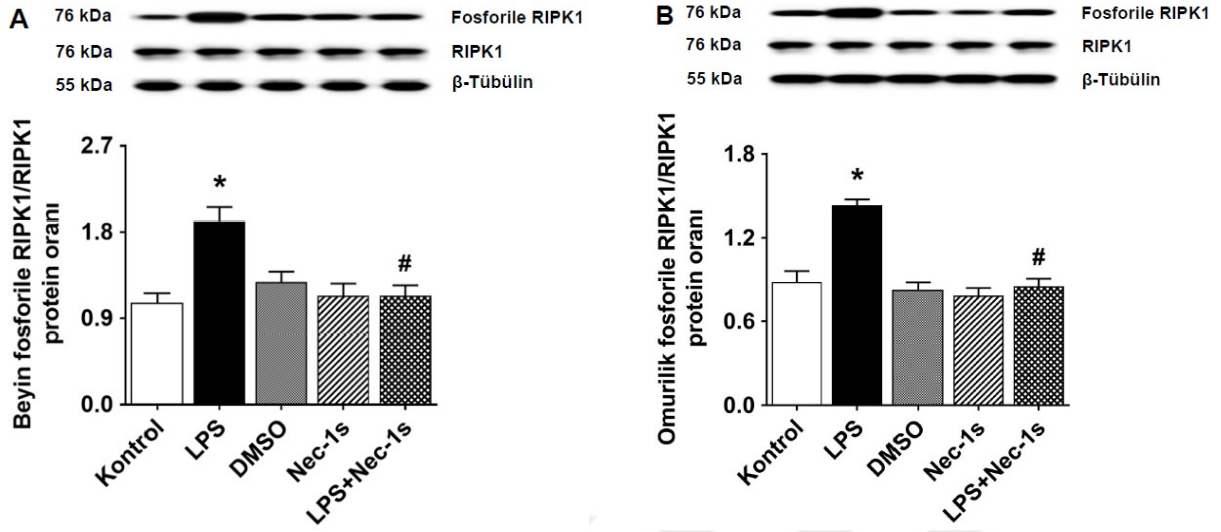 A
76 kDa
Fosforile RIPK1
76 kDa
RIPK1
55 kDa
β-Tübülin
Beyin fosforile RIPK1/RIPK1
protein oranı
2.7
1.8
0.9
0.0
*
#
Kontrol
LPS
DMSO
Nec-1s
LPS+Nec-1s
B
76 kDa
Fosforile RIPK1
76 kDa
RIPK1
55 kDa
β-Tübülin
Omurilik fosforile RIPK1/RIPK1
protein oranı
1.8
1.2
0.6
0.0
*
#
Kontrol
LPS
DMSO
Nec-1s
LPS+Nec-1s